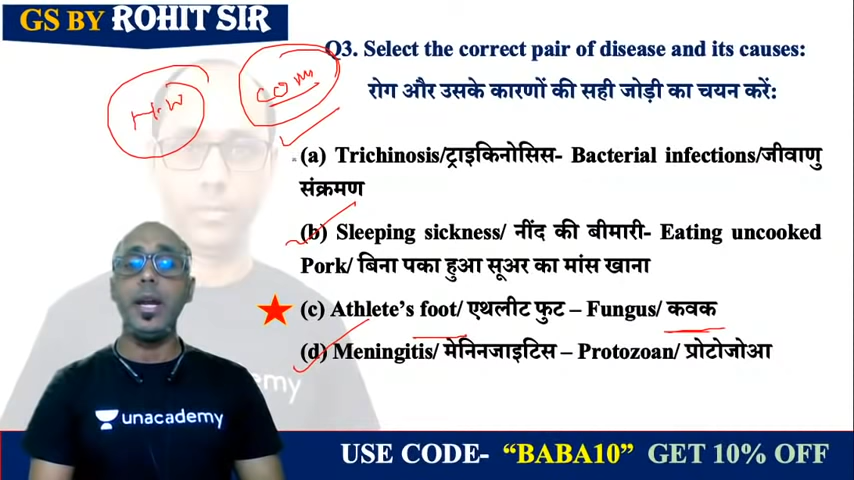 GS BY ROHIT SIR
H.W
com
Q3. Select the correct pair of disease and its causes:
रोग और उसके कारणों की सही जोड़ी का चयन करें:
(a) Trichinosis/ट्राइकिनोसिस- Bacterial infections/जीवाणु
संक्रमण
(b) Sleeping sickness/ नींद की बीमारी- Eating uncooked
Pork/ बिना पका हुआ सूअर का मांस खाना
(c) Athlete's foot/ एथलीट फुट – Fungus/ कवक
(d) Meningitis/ मेनिनजाइटिस – Protozoan/ प्रोटोजोआ
unacademy
emy
USE CODE- “BABA10” GET 10% OFF